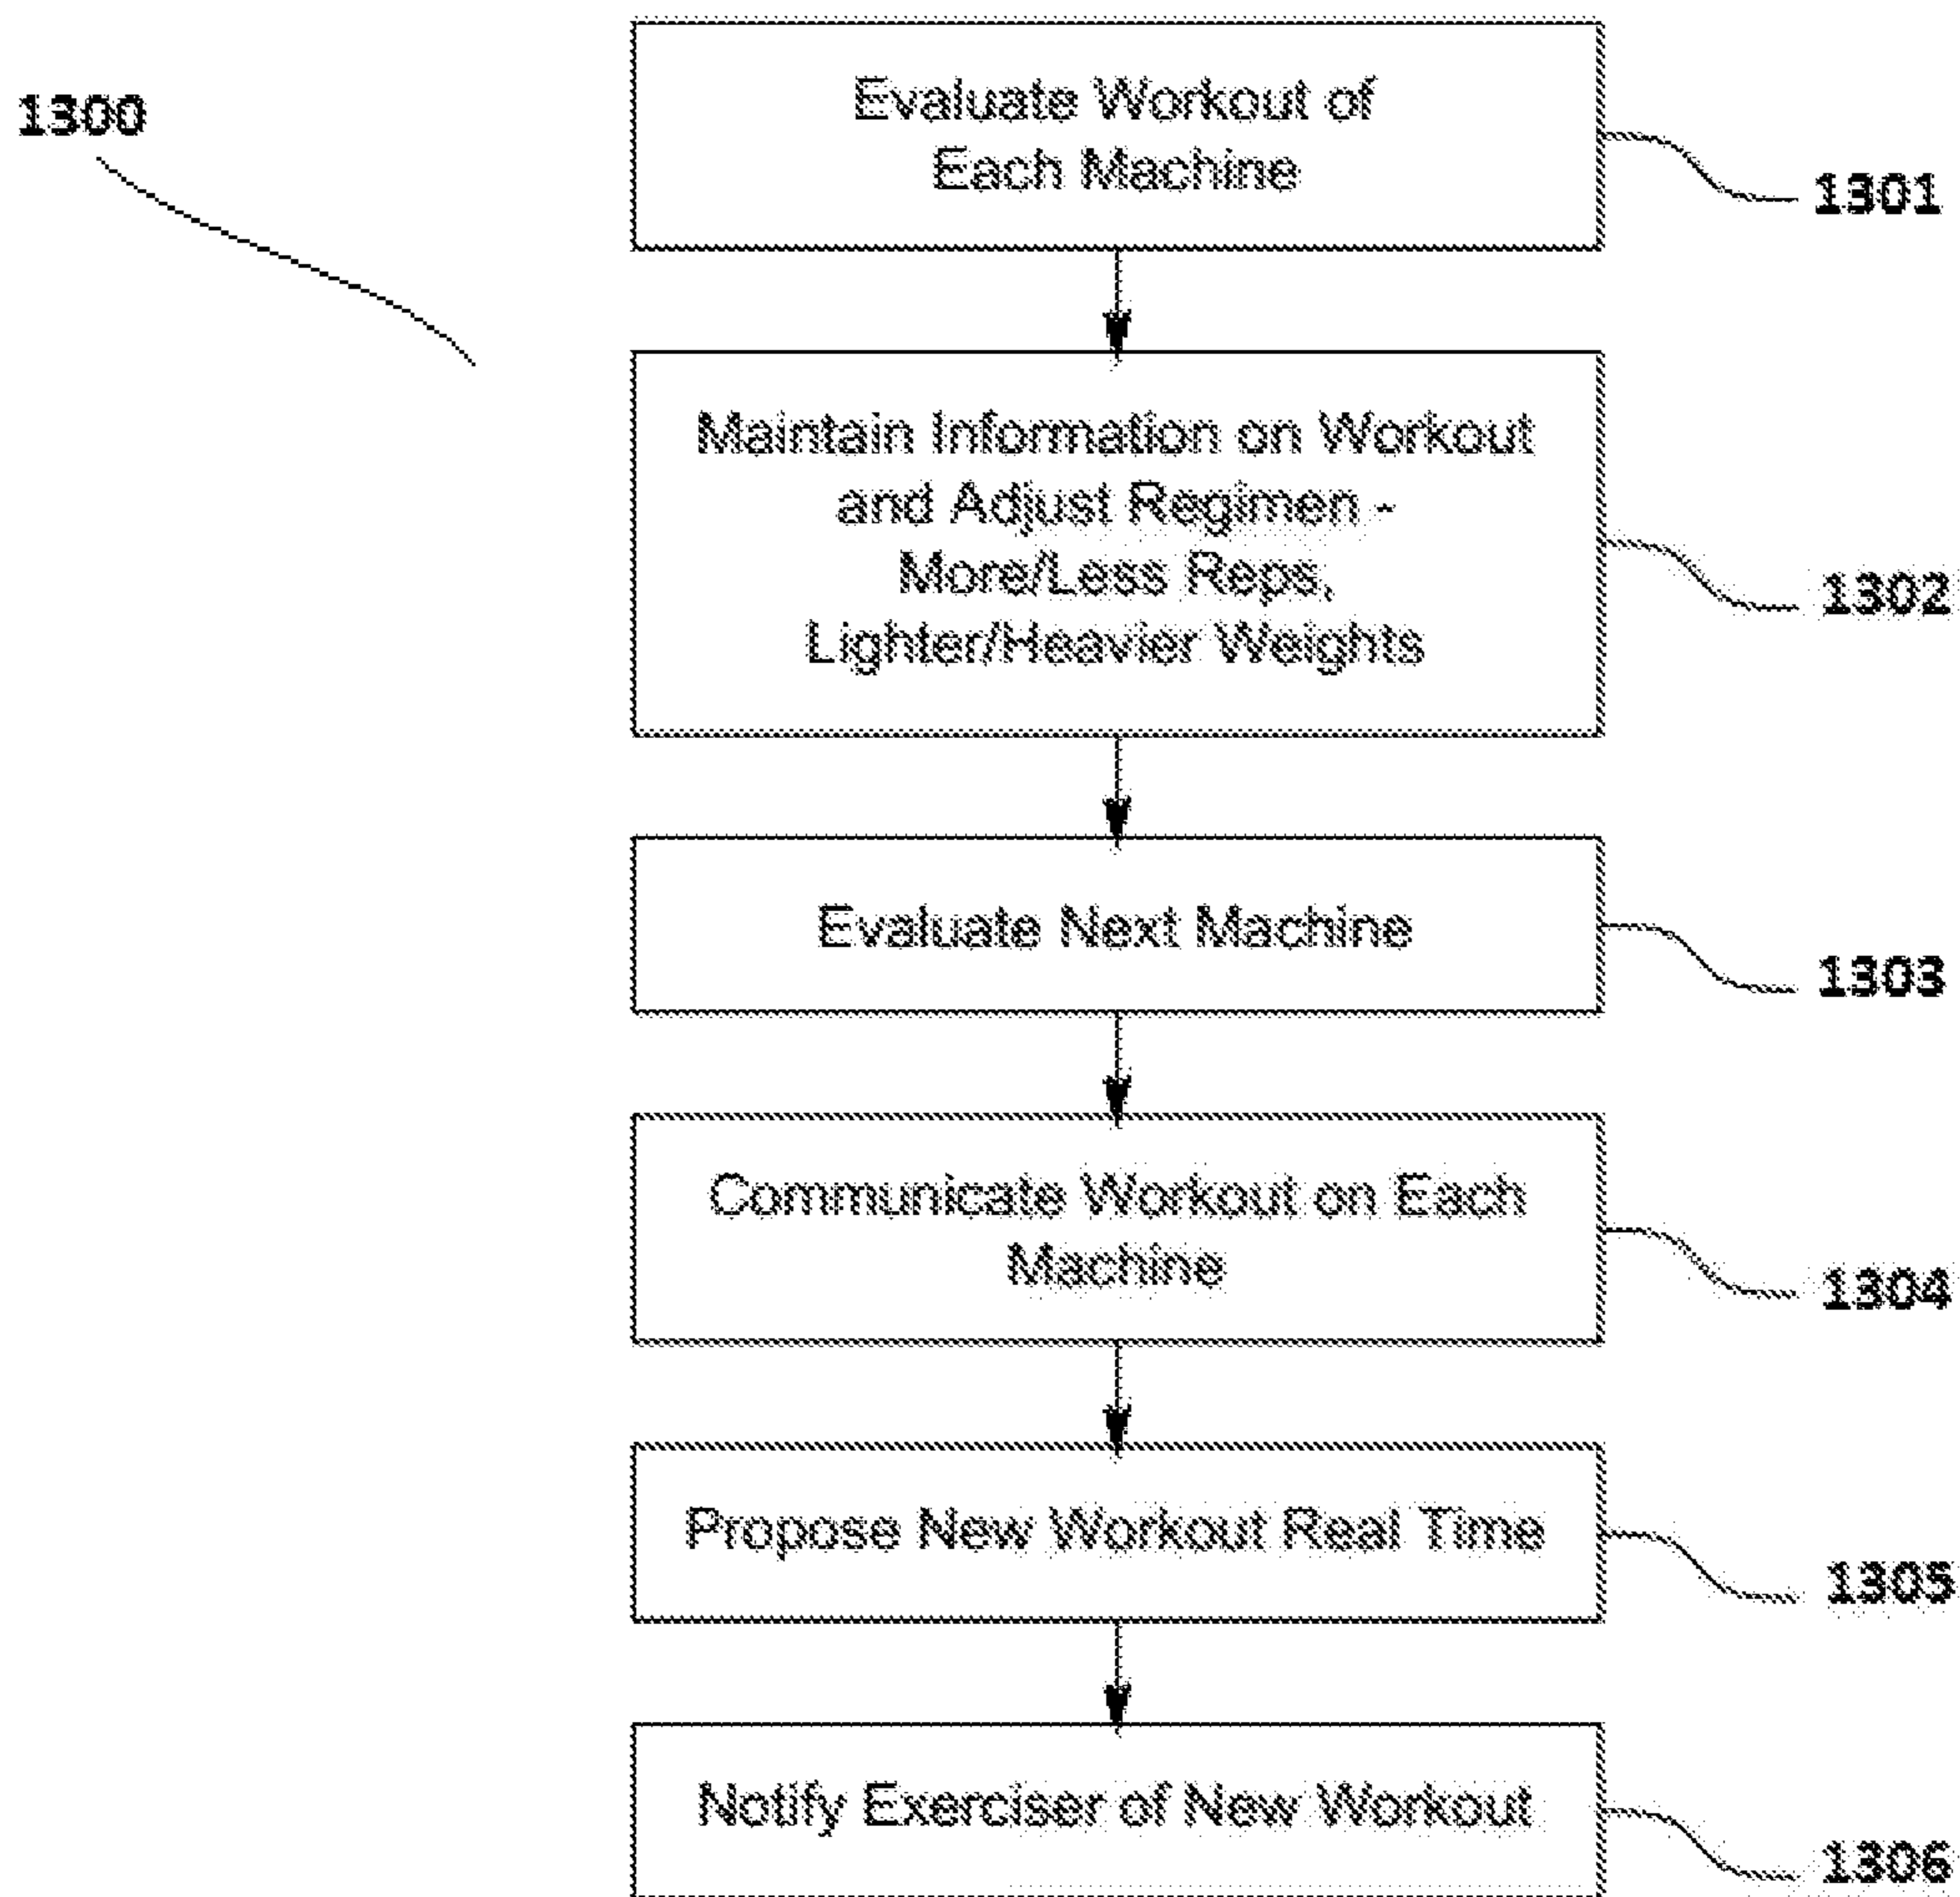 1300
Evaluate Workout of
Each Machine
1301
Maintain Information on Workout
and Adjust Regimen -
More/Less Reps,
Lighter/Heavier Weights
1302
Evaluate Next Machine
1303
Communicate Workout on Each
Machine
1304
Propose New Workout Real Time
1305
Notify Exerciser of New Workout
1306